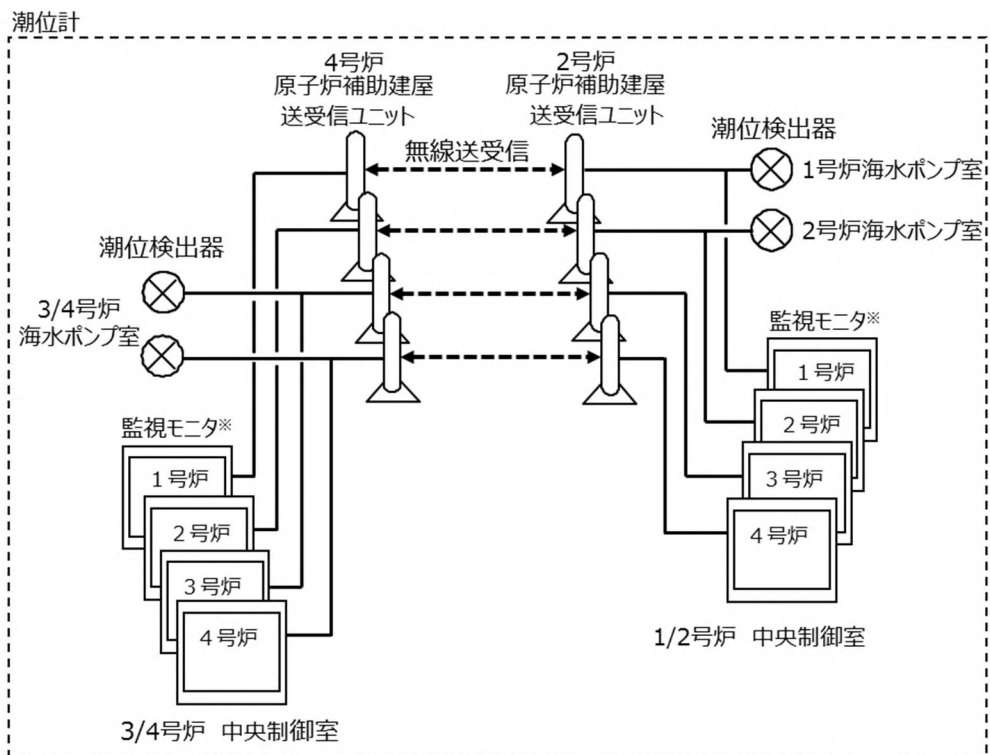 潮位計
4号炉
原子炉補助建屋
送受信ユニット
2号炉
原子炉補助建屋
送受信ユニット
無線送受信
潮位検出器
1号炉海水ポンプ室
2号炉海水ポンプ室
潮位検出器
3/4号炉
海水ポンプ室
監視モニタ※
1号炉
2号炉
3号炉
4号炉
1/2号炉 中央制御室
監視モニタ※
1号炉
2号炉
3号炉
4号炉
3/4号炉 中央制御室